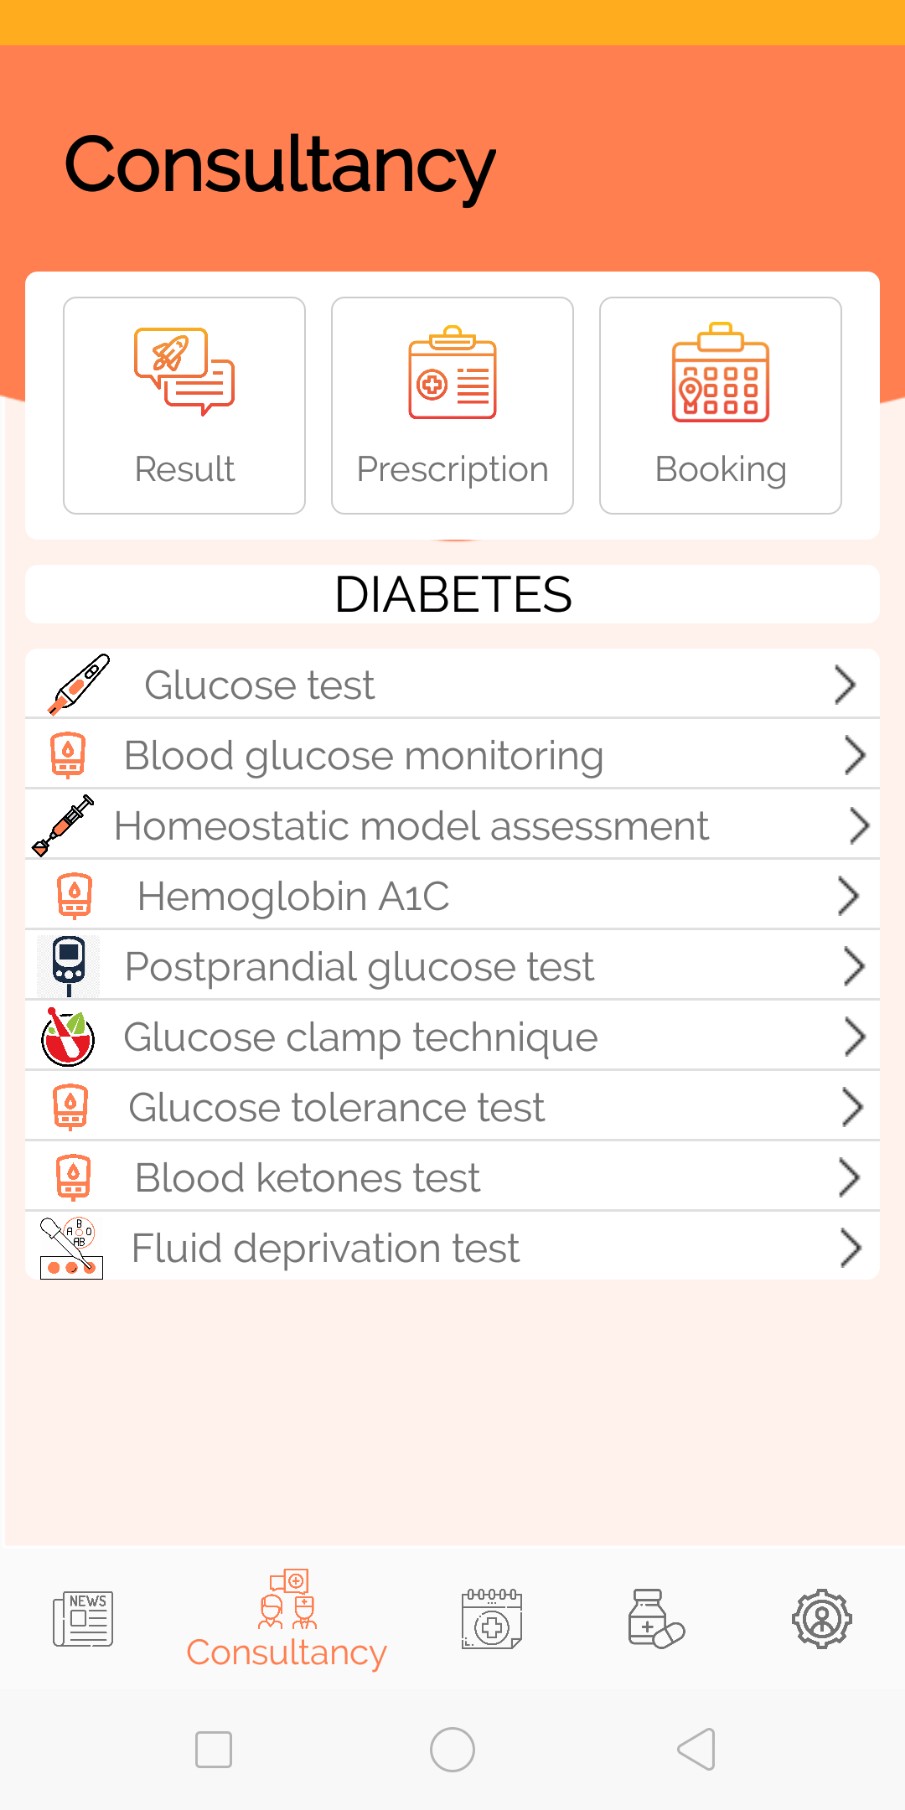 Consultancy
Result
Prescription
Booking
DIABETES
Glucose test
Blood glucose monitoring
Homeostatic model assessment
Hemoglobin A1C
Postprandial glucose test
Glucose clamp technique
Glucose tolerance test
Blood ketones test
B
A O
AB
Fluid deprivation test
NEWS
Consultancy